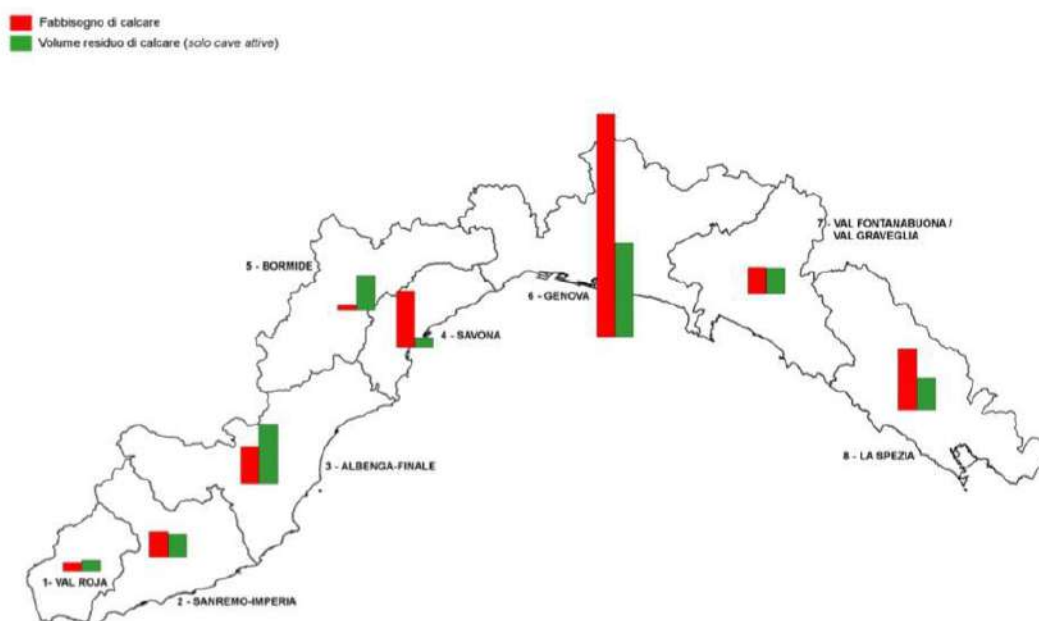 Fabbisogno di calcare
Volume residuo di calcare (solo cave attive)
7 - VAL FONTANABUONA /
VAL GRAVEGLIA
5 - BORMIDE
6 - GENOVA
4 - SAVONA
8 - LA SPEZIA
3 - ALBENGA-FINALE
1- VAL ROJA
2 - SANREMO-IMPERIA